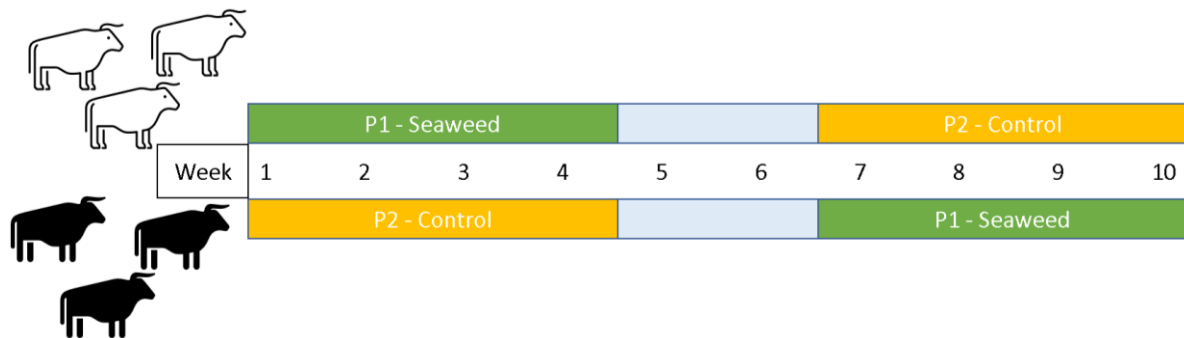 P1 - Seaweed P2 - Control
Week 1 2 3 4 5 6 7 8 9 10
P2 - Control P1 - Seaweed